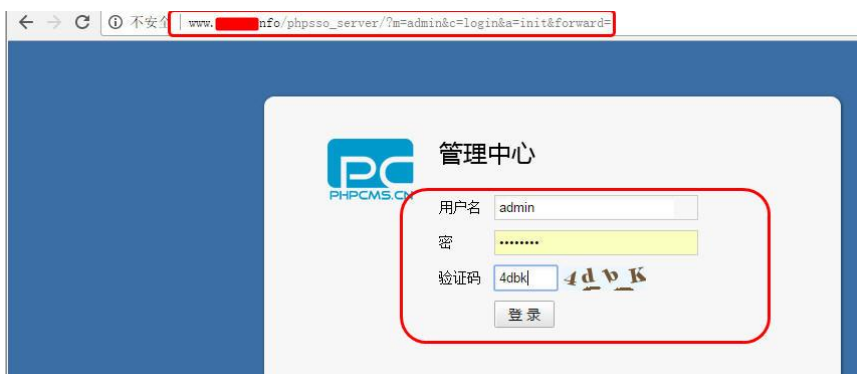 不安全 | www. nfo/phpsso_server/?m=admin&c=login&a=init&forward=
PC
PHPCMS.CN
管理中心
用户名 admin
密 ········
验证码 4dbk 4dbK
登录